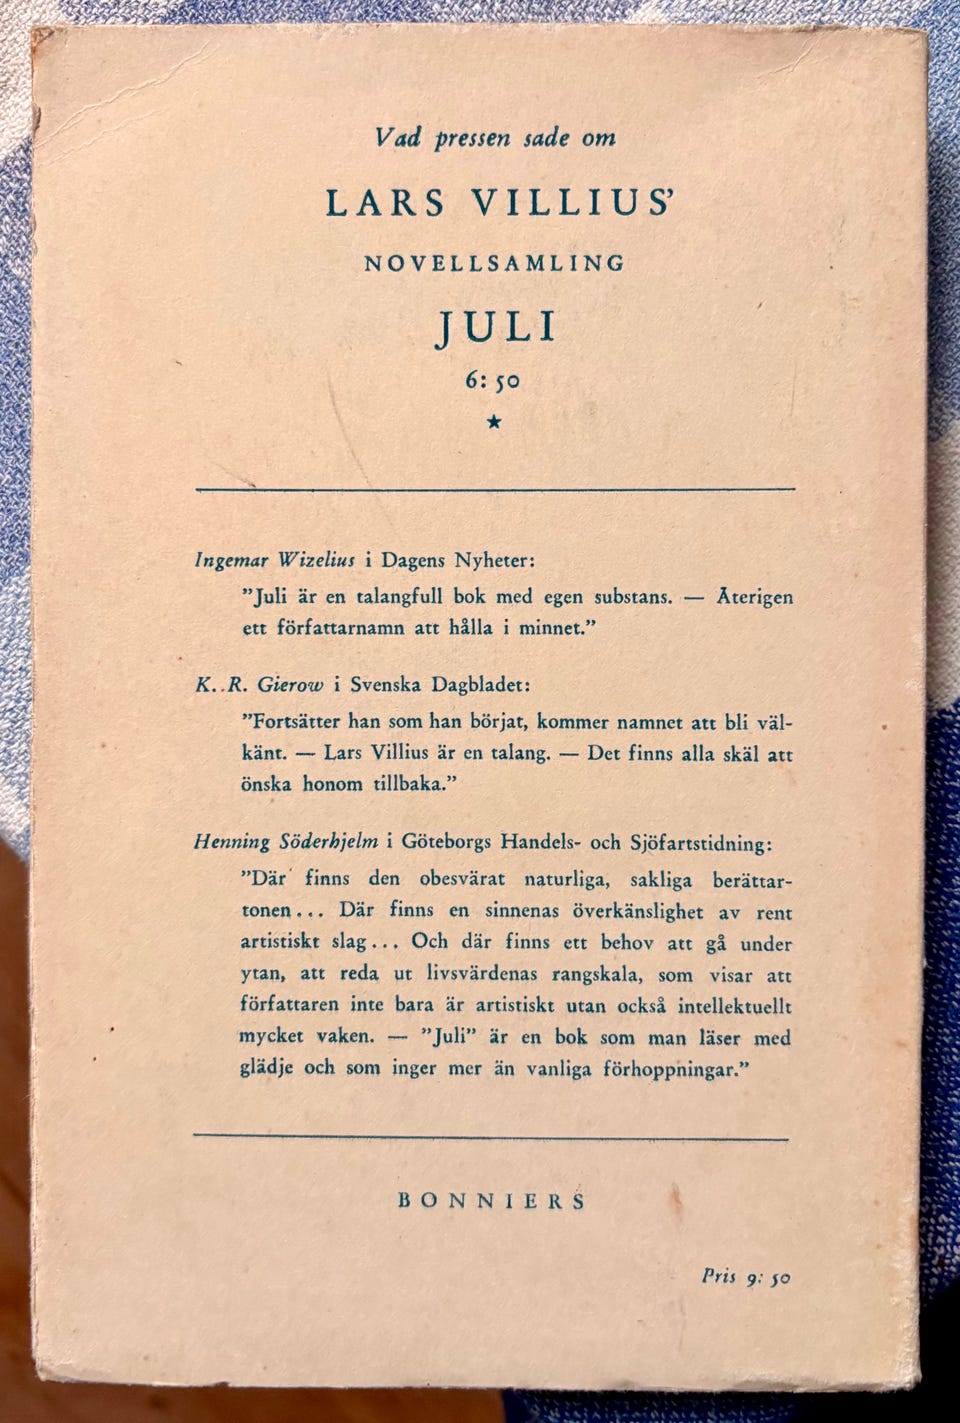 Vad pressen sade om
LARS VILLIUS'
NOVELLSAMLING
JULI
6: 50
★
Ingemar Wizelius i Dagens Nyheter:
”Juli är en talangfull bok med egen substans. — Återigen
ett författarnamn att hålla i minnet.”
K. R. Gierow i Svenska Dagbladet:
”Fortsätter han som han börjat, kommer namnet att bli väl-
känt. — Lars Villius är en talang. — Det finns alla skäl att
önska honom tillbaka.”
Henning Söderhjelm i Göteborgs Handels- och Sjöfartstidning:
”Där finns den obesvärat naturliga, sakliga berättar-
tonen... Där finns en sinnenas överkänslighet av rent
artistiskt slag... Och där finns ett behov att gå under
ytan, att reda ut livsvärdenas rangskala, som visar att
författaren inte bara är artistiskt utan också intellektuellt
mycket vaken. — ”Juli” är en bok som man läser med
glädje och som inger mer än vanliga förhoppningar.”
BONNIERS
Pris 9: 50